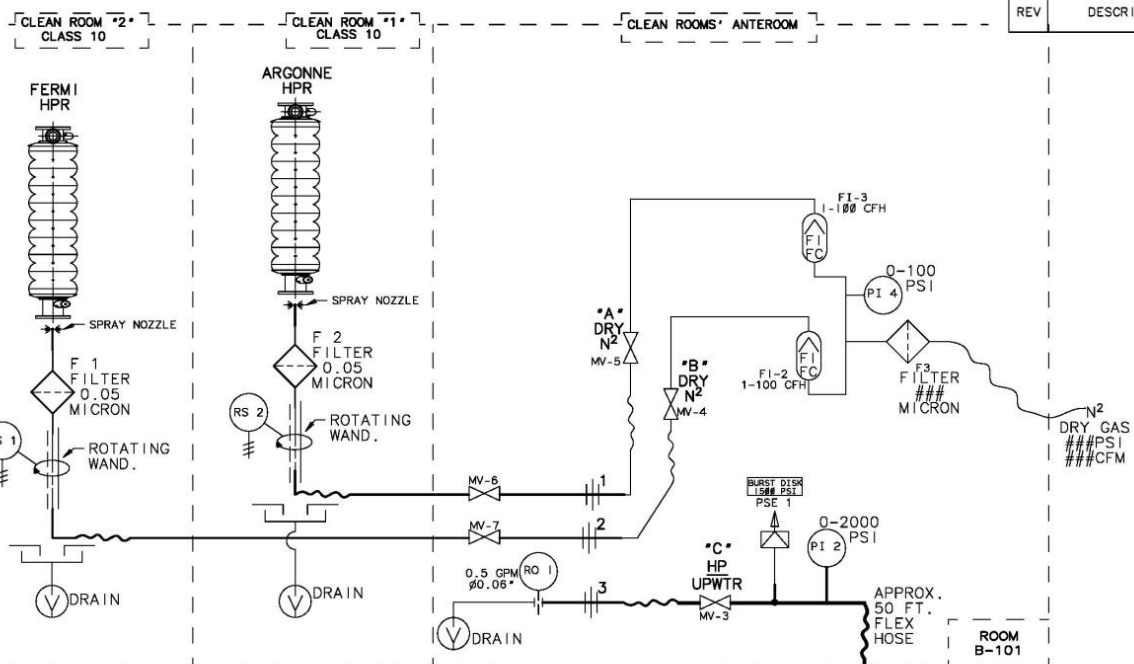 CLEAN ROOM "2"
CLASS 10
CLEAN ROOM "1"
CLASS 10
CLEAN ROOMS' ANTEROOM
REV
DESCRI
FERMI
HPR
ARGONNE
HPR
SPRAY NOZZLE
SPRAY NOZZLE
F 1
FILTER
0.05
MICRON
F 2
FILTER
0.05
MICRON
RS 2
S 1
ROTATING
WAND.
ROTATING
WAND.
DRAIN
DRAIN
DRAIN
MV-6
MV-7
1
2
3
"A"
DRY
N²
MV-5
"B"
DRY
N²
MV-4
FI-3
1-100 CFH
FI
FC
FI-2
1-100 CFH
FI
FC
0-100
PSI
PI 4
F3
FILTER
###
MICRON
N²
DRY GAS
###PSI
###CFM
BURST DISK
1500 PSI
PSE 1
0-2000
PSI
PI 2
"C"
HP
UPWTR
MV-3
0.5 GPM
Ø0.06"
RO 1
V
V
V
APPROX.
50 FT.
FLEX
HOSE
ROOM
B-101